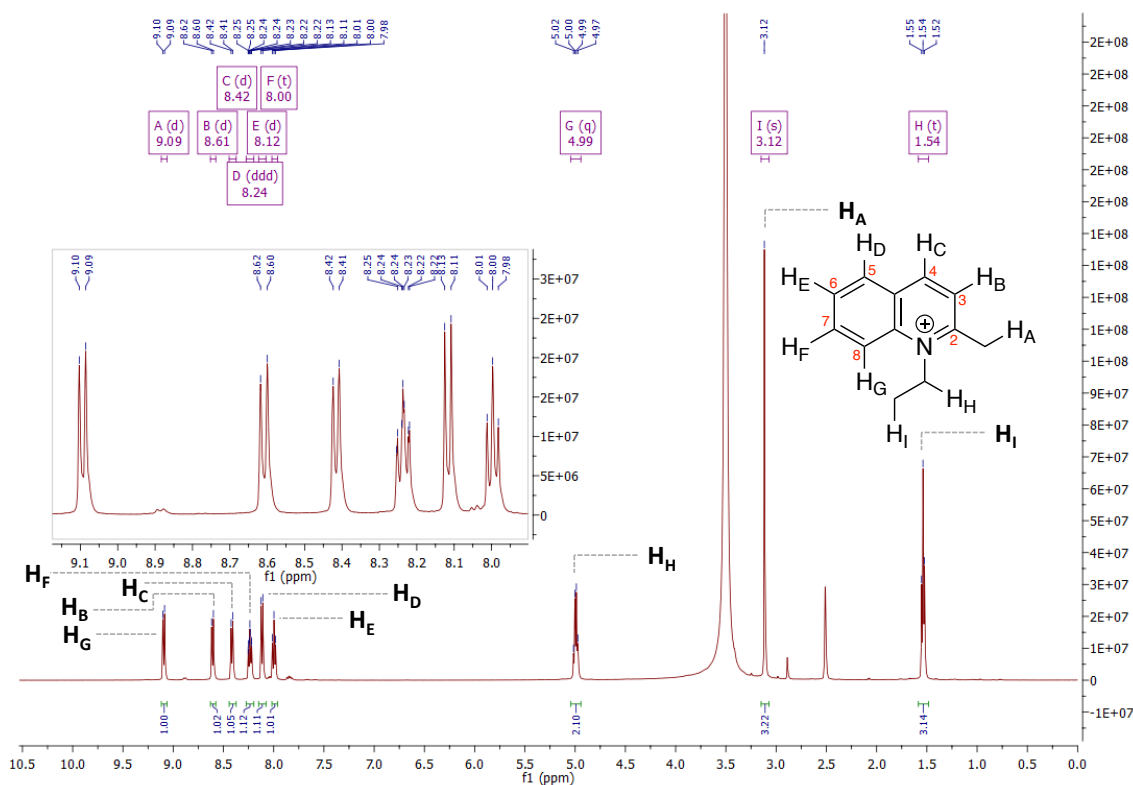 9.10
9.09
8.62
8.60
8.42
8.41
8.25
8.25
8.24
8.24
8.23
8.22
8.22
8.13
8.11
8.01
8.00
7.98
5.02
5.00
4.99
4.97
3.12
1.55
1.54
1.52
C (d)
8.42
F (t)
8.00
A (d)
9.09
B (d)
8.61
E (d)
8.12
D (ddd)
8.24
G (q)
4.99
I (s)
3.12
H (t)
1.54
9.10
9.09
8.62
8.60
8.42
8.41
8.25
8.24
8.24
8.23
8.22
8.22
8.13
8.11
8.01
8.00
7.98
3E+07
2E+07
2E+07
1E+07
5E+06
0
9.1 9.0 8.9 8.8 8.7 8.6 8.5 8.4 8.3 8.2 8.1 8.0
f1 (ppm)
HA
HD
HC
HE
5
4
6
3
HB
7
2
HF
8
N
+
HA
HG
HH
HI
HI
HF
HC
HB
HG
HD
HE
HH
2E+08
2E+08
2E+08
2E+08
2E+08
2E+08
1E+08
1E+08
1E+08
1E+08
1E+08
9E+07
8E+07
7E+07
6E+07
5E+07
4E+07
3E+07
2E+07
1E+07
0
-1E+07
1.00
1.02
1.05
1.12
1.11
1.01
2.10
3.22
3.14
10.5 10.0 9.5 9.0 8.5 8.0 7.5 7.0 6.5 6.0 5.5 5.0 4.5 4.0 3.5 3.0 2.5 2.0 1.5 1.0 0.5 0.0
f1 (ppm)